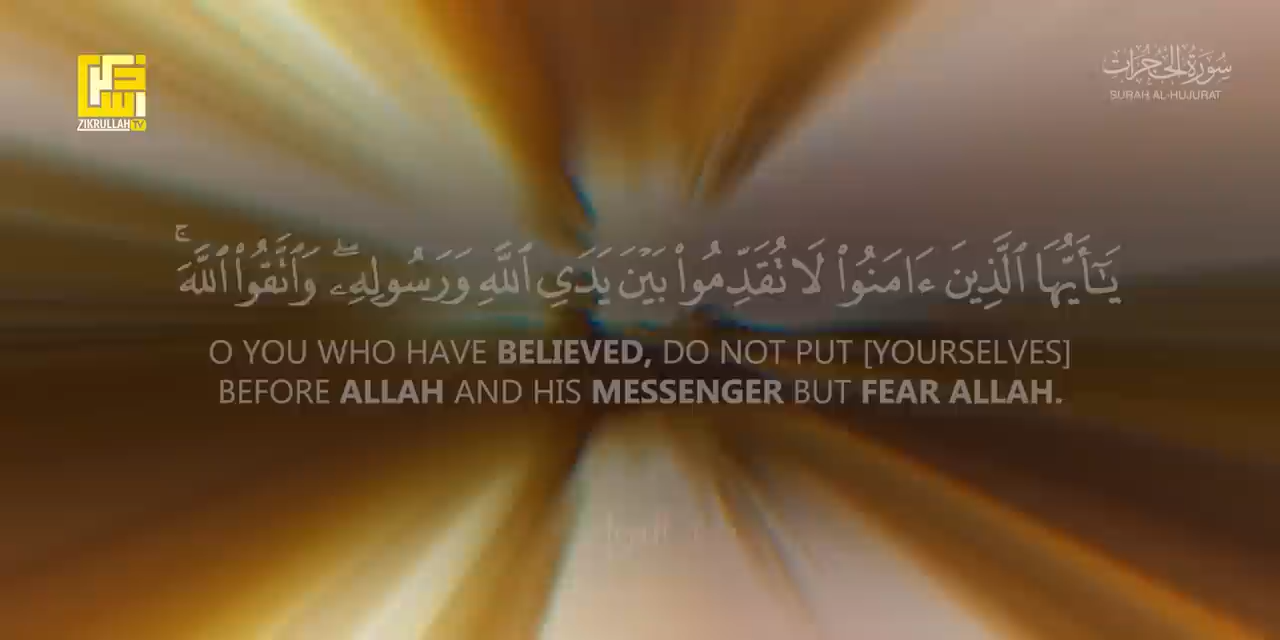 ZIKRULLAH TV
سُورَةُ الحُجُرَاتِ
SURAH AL-HUJURAT
يَـٰٓأَيُّهَا ٱلَّذِينَ ءَامَنُوا۟ لَا تُقَدِّمُوا۟ بَيْنَ يَدَىِ ٱللَّهِ وَرَسُولِهِۦ ۖ وَٱتَّقُوا۟ ٱللَّهَ ۚ
O YOU WHO HAVE BELIEVED, DO NOT PUT [YOURSELVES]
BEFORE ALLAH AND HIS MESSENGER BUT FEAR ALLAH.